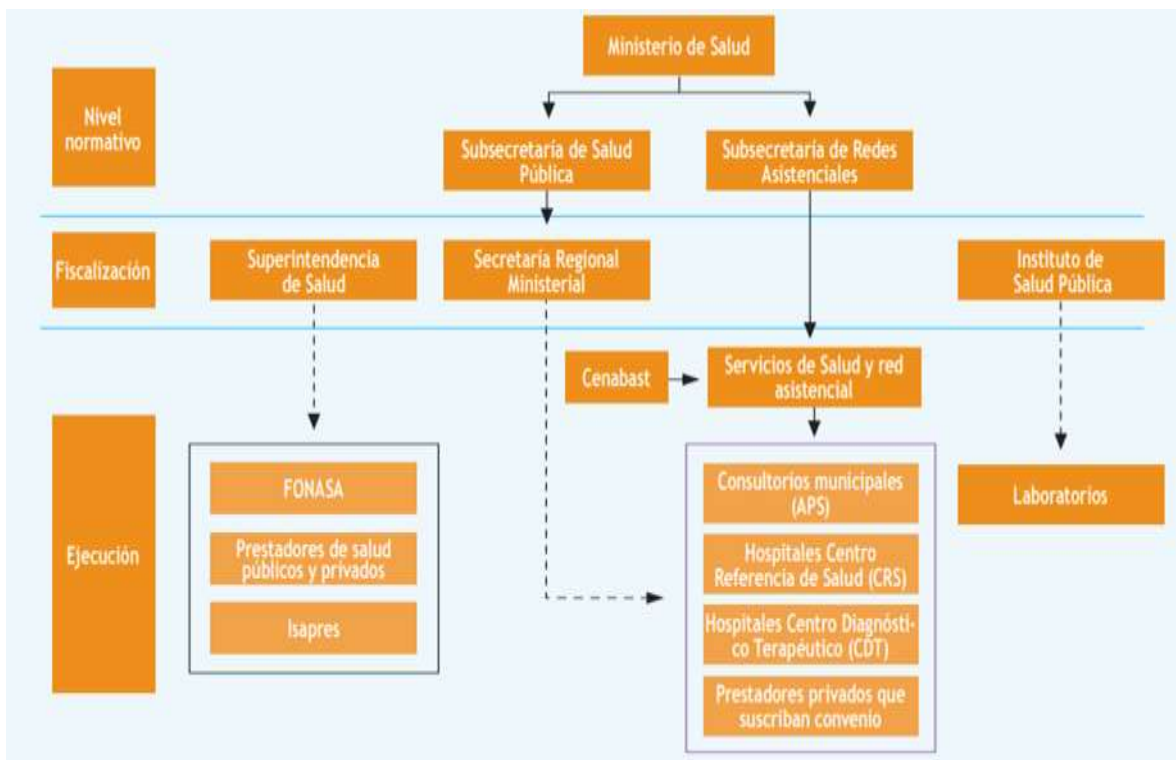 Ministerio de Salud
Nivel
normativo
Subsecretaría de Salud
Pública
Subsecretaría de Redes
Asistenciales
Fiscalización
Superintendencia
de Salud
Secretaría Regional
Ministerial
Instituto de
Salud Pública
Cenabast
Servicios de Salud y red
asistencial
Ejecución
FONASA
Prestadores de salud
públicos y privados
Isapres
Consultorios municipales
(APS)
Hospitales Centro
Referencia de Salud (CRS)
Hospitales Centro Diagnósti-
co Terapéutico (CDT)
Prestadores privados que
suscriban convenio
Laboratorios